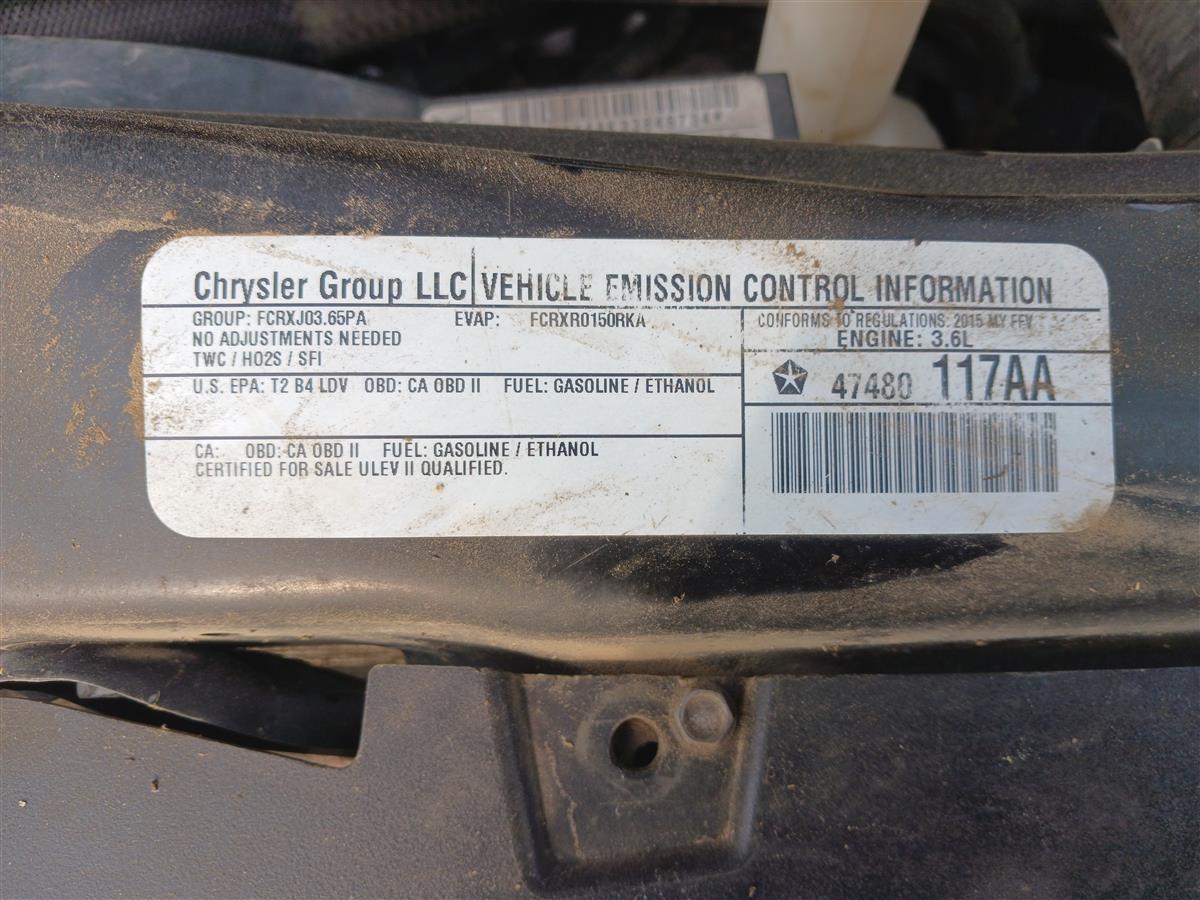 Chrysler Group LLC VEHICLE EMISSION CONTROL INFORMATION
GROUP: FCRXJ03.65PA EVAP: FCRXR0150RKA
NO ADJUSTMENTS NEEDED
TWC / HO2S / SFI
CONFORMS TO REGULATIONS: 2015 MY FFV
ENGINE: 3.6L
47480 117AA
U.S. EPA: T2 B4 LDV OBD: CA OBD II FUEL: GASOLINE / ETHANOL
CA: OBD: CA OBD II FUEL: GASOLINE / ETHANOL
CERTIFIED FOR SALE ULEV II QUALIFIED.